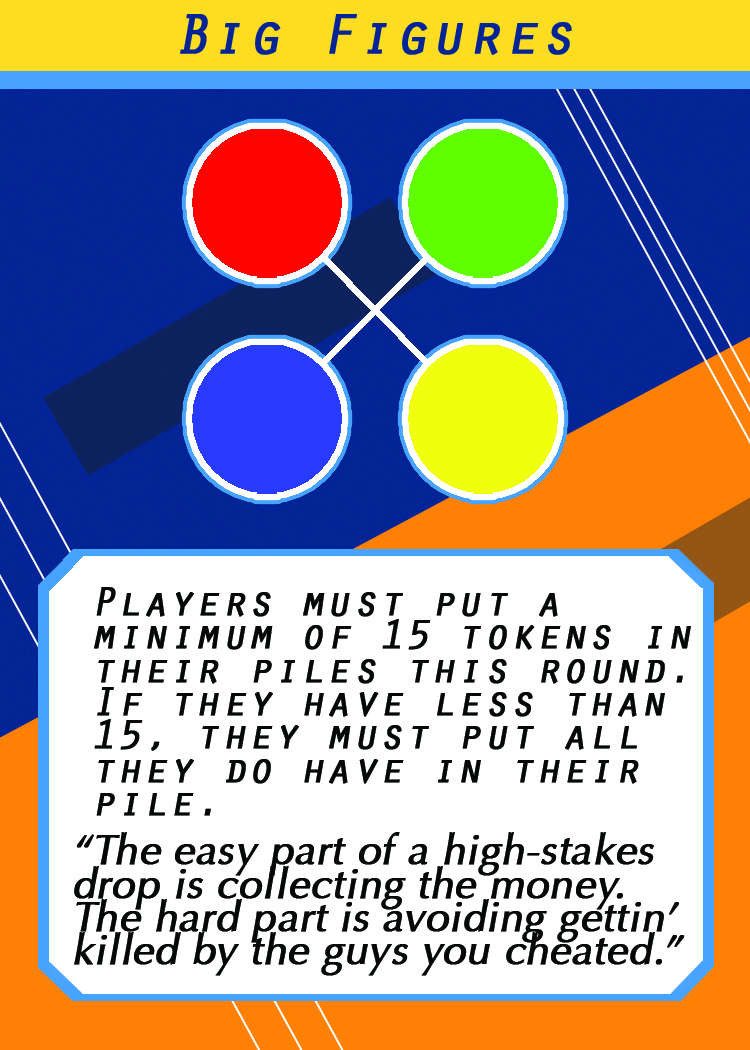 Big Figures
Players must put a
minimum of 15 tokens in
their piles this round.
If they have less than
15, they must put all
they do have in their
pile.
“The easy part of a high-stakes
drop is collecting the money.
The hard part is avoiding gettin’
killed by the guys you cheated.”